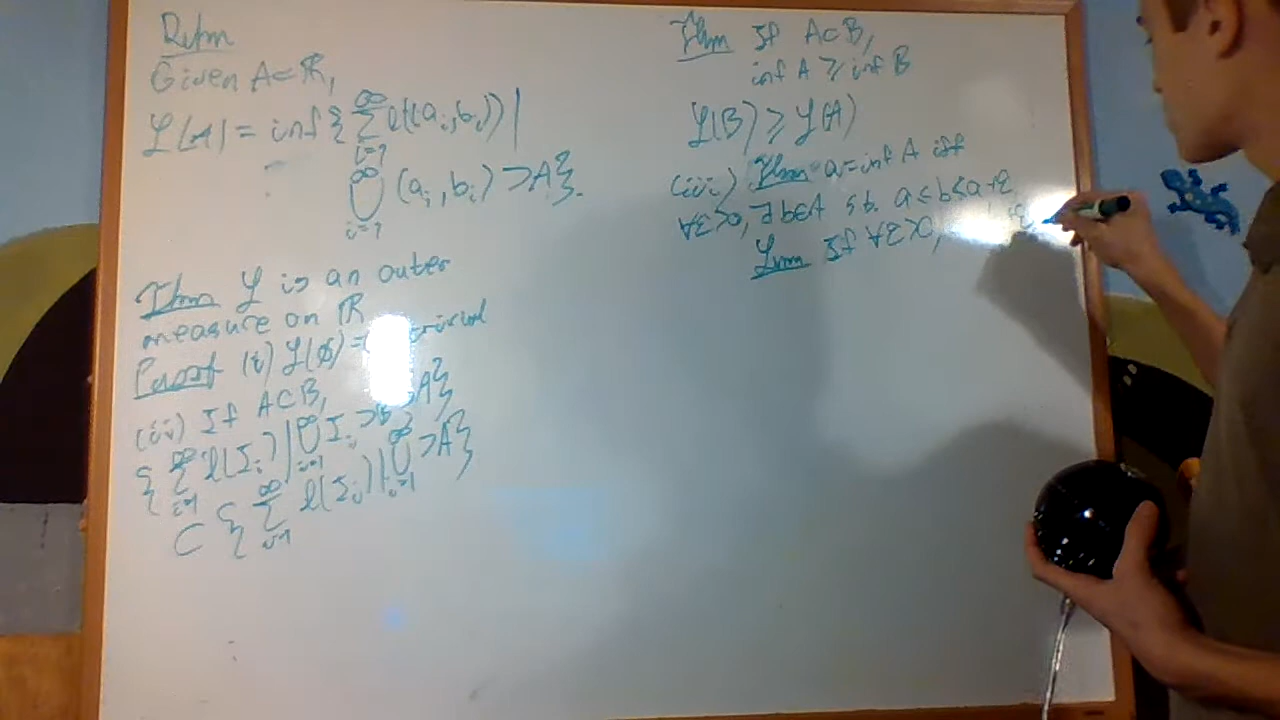 Defn
Given A⊂ℝ,
ℒ(A) = inf{ ∑_{i=1}^∞ l((a_i, b_i)) |
⋃_{i=1}^∞ (a_i, b_i) ⊃A}.
Thm ℒ is an outer
measure on ℝ
Proof (i) ℒ(∅)= trivial
(ii) If A⊂B,
{ ∑_{i=1}^∞ l(I_i) | ⋃_{i=1}^∞ I_i ⊃ A}
⊂ { ∑_{i=1}^∞ l(I_i) | ⋃_{i=1}^∞ ⊃A}
Thm If A⊂B,
inf A ≥ inf B
ℒ(B) ≥ ℒ(A)
(iii) Thm a=inf A iff
∀ε>0, ∃b∈A s.t. a≤b<a+ε
Lmm If ∀ε>0,